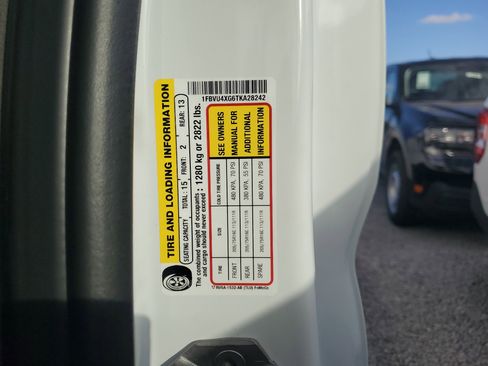 1FBVU4XG6TKA28242
TIRE AND LOADING INFORMATION
SEATING CAPACITY TOTAL: 15 FRONT: 2 REAR: 13
The combined weight of occupants
and cargo should never exceed : 1280 kg or 2822 lbs.
TIRE SIZE COLD TIRE PRESSURE
FRONT 480 KPA, 70 PSI
REAR 380 KPA, 55 PSI
SPARE 480 KPA, 70 PSI
SEE OWNERS
MANUAL FOR
ADDITIONAL
INFORMATION